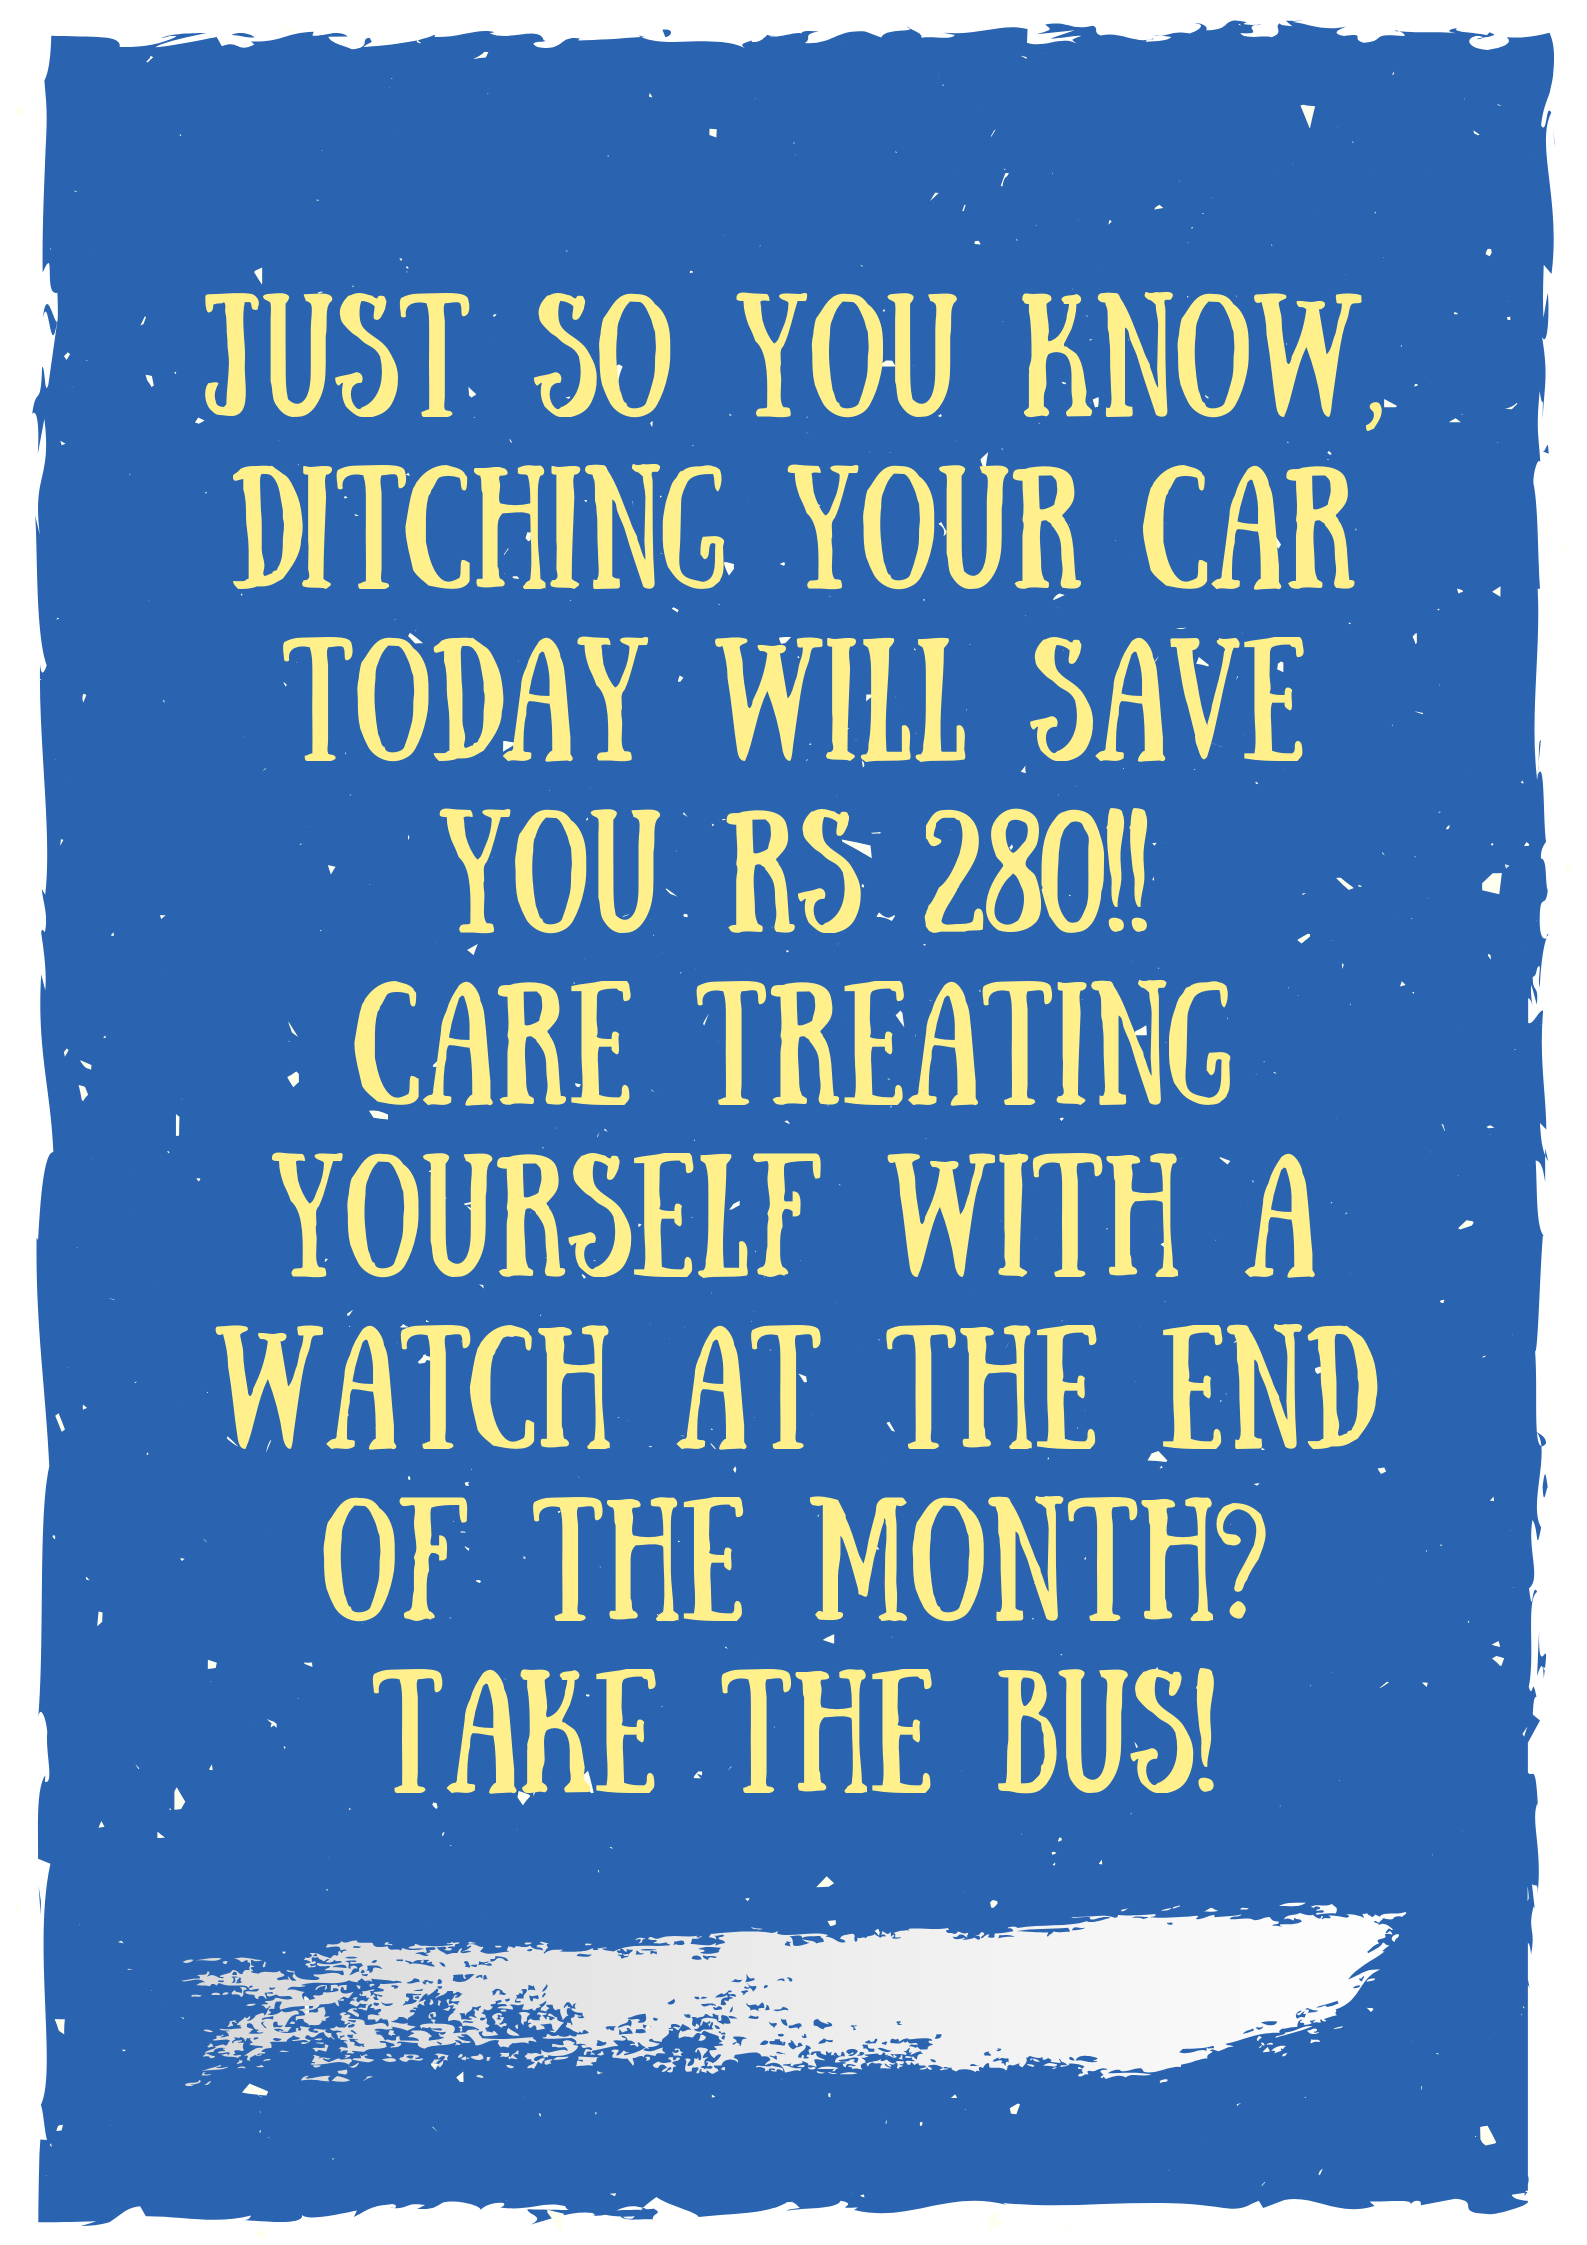 JUST SO YOU KNOW,
DITCHING YOUR CAR
TODAY WILL SAVE
YOU RS 280!!
CARE TREATING
YOURSELF WITH A
WATCH AT THE END
OF THE MONTH?
TAKE THE BUS!